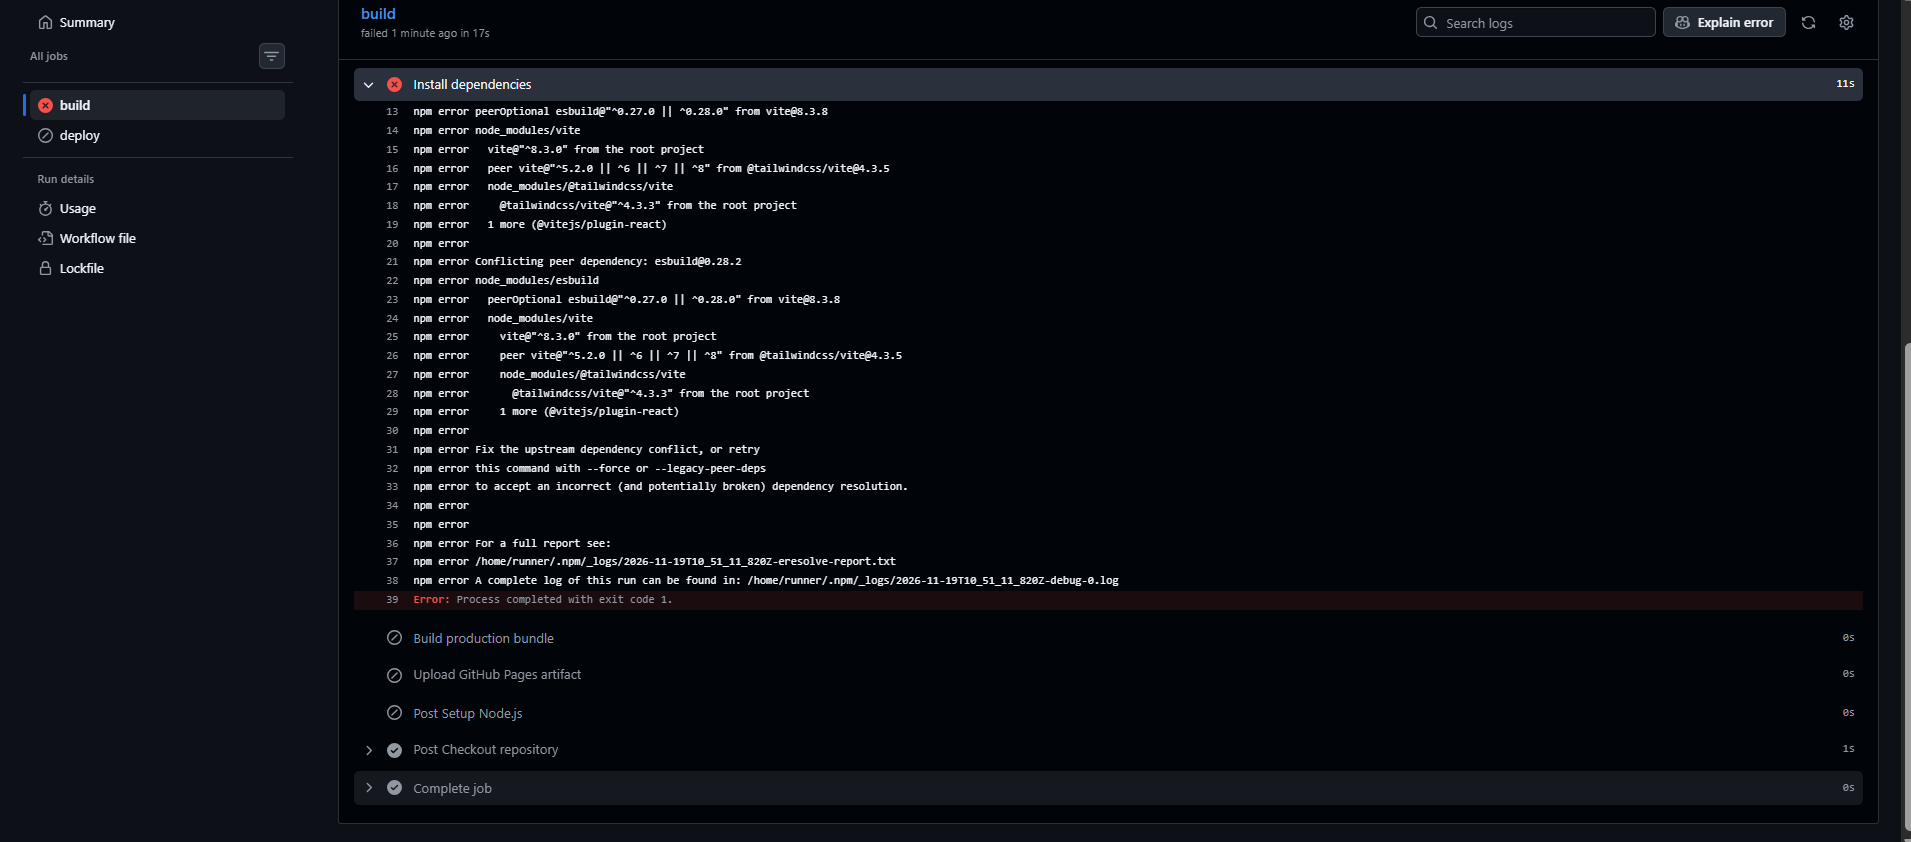 Summary
All jobs
build
deploy
Run details
Usage
Workflow file
Lockfile
build
failed 1 minute ago in 17s
Search logs
Explain error
Install dependencies 11s
13 npm error peerOptional esbuild@"^0.27.0 || ^0.28.0" from vite@8.3.8
14 npm error node_modules/vite
15 npm error   vite@"^8.3.0" from the root project
16 npm error   peer vite@"^5.2.0 || ^6 || ^7 || ^8" from @tailwindcss/vite@4.3.5
17 npm error   node_modules/@tailwindcss/vite
18 npm error     @tailwindcss/vite@"^4.3.3" from the root project
19 npm error   1 more (@vitejs/plugin-react)
20 npm error
21 npm error Conflicting peer dependency: esbuild@0.28.2
22 npm error node_modules/esbuild
23 npm error   peerOptional esbuild@"^0.27.0 || ^0.28.0" from vite@8.3.8
24 npm error   node_modules/vite
25 npm error     vite@"^8.3.0" from the root project
26 npm error     peer vite@"^5.2.0 || ^6 || ^7 || ^8" from @tailwindcss/vite@4.3.5
27 npm error     node_modules/@tailwindcss/vite
28 npm error       @tailwindcss/vite@"^4.3.3" from the root project
29 npm error     1 more (@vitejs/plugin-react)
30 npm error
31 npm error Fix the upstream dependency conflict, or retry
32 npm error this command with --force or --legacy-peer-deps
33 npm error to accept an incorrect (and potentially broken) dependency resolution.
34 npm error
35 npm error
36 npm error For a full report see:
37 npm error /home/runner/.npm/_logs/2026-11-19T10_51_11_820Z-eresolve-report.txt
38 npm error A complete log of this run can be found in: /home/runner/.npm/_logs/2026-11-19T10_51_11_820Z-debug-0.log
39 Error: Process completed with exit code 1.
Build production bundle 0s
Upload GitHub Pages artifact 0s
Post Setup Node.js 0s
Post Checkout repository 1s
Complete job 0s